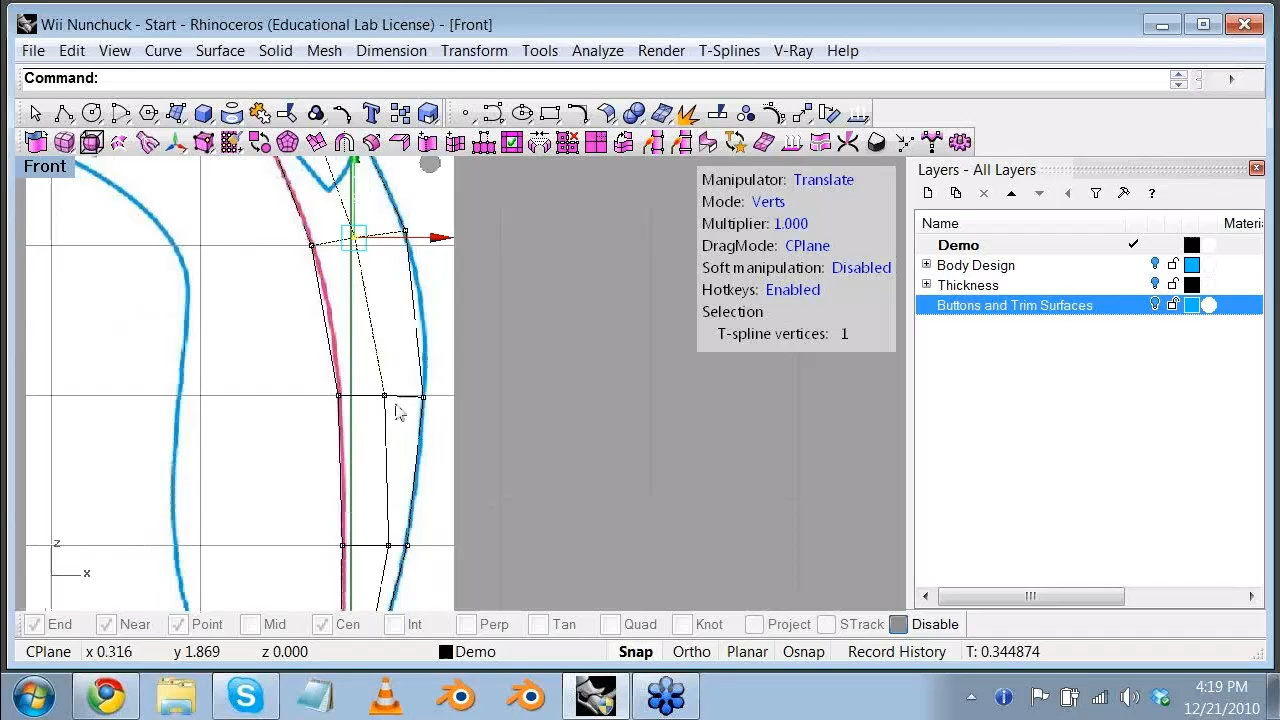 Wii Nunchuck - Start - Rhinoceros (Educational Lab License) - [Front]
File Edit View Curve Surface Solid Mesh Dimension Transform Tools Analyze Render T-Splines V-Ray Help
Command:
Front
Manipulator: Translate
Mode: Verts
Multiplier: 1.000
DragMode: CPlane
Soft manipulation: Disabled
Hotkeys: Enabled
Selection
T-spline vertices: 1
z
x
Layers - All Layers
Name Materi
Demo
Body Design
Thickness
Buttons and Trim Surfaces
End Near Point Mid Cen Int Perp Tan Quad Knot Project STrack Disable
CPlane x 0.316 y 1.869 z 0.000 Demo Snap Ortho Planar Osnap Record History T: 0.344874
4:19 PM
12/21/2010